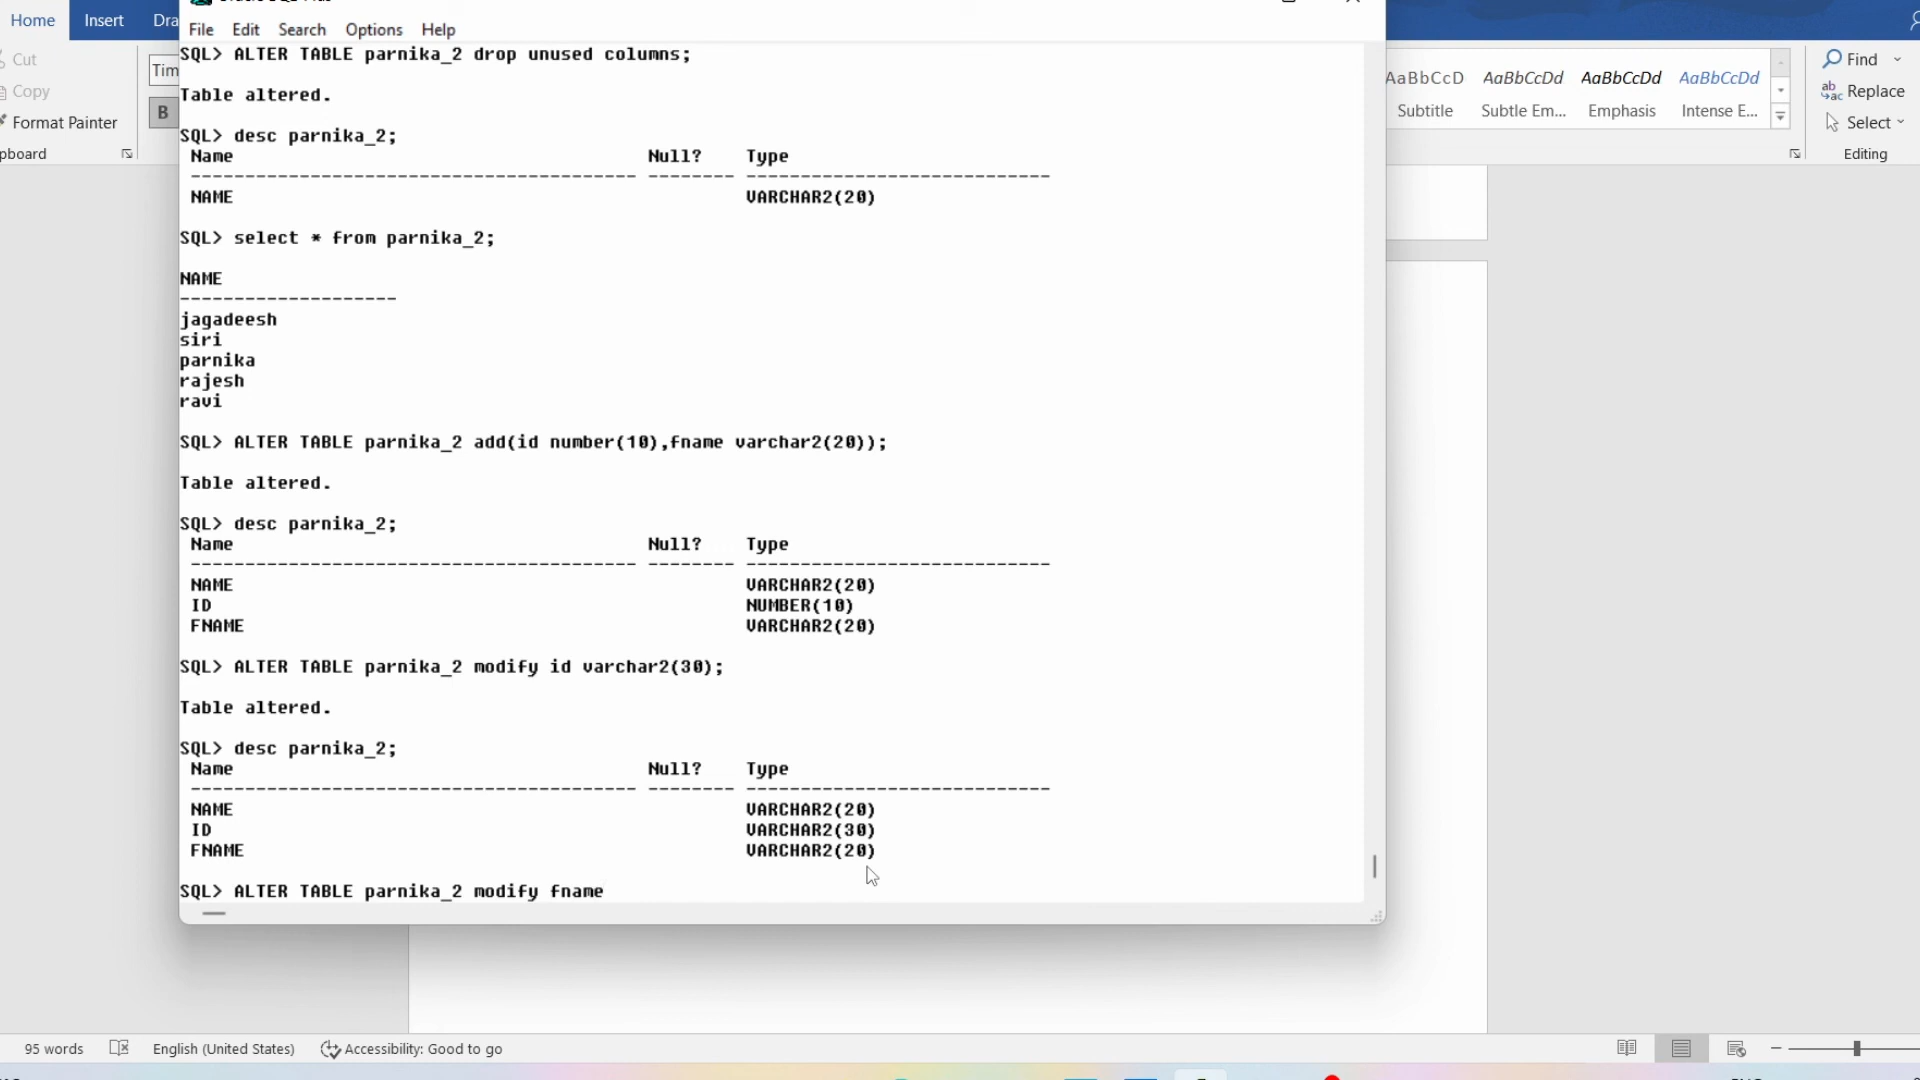 Home Insert Dra
Cut
Copy
Format Painter
pboard
Tim
B
File Edit Search Options Help
SQL> ALTER TABLE parnika_2 drop unused columns;
Table altered.
SQL> desc parnika_2;
Name Null? Type
----------------------------------------- -------- ----------------------------
NAME VARCHAR2(20)
SQL> select * from parnika_2;
NAME
--------------------
jagadeesh
siri
parnika
rajesh
ravi
SQL> ALTER TABLE parnika_2 add(id number(10),fname varchar2(20));
Table altered.
SQL> desc parnika_2;
Name Null? Type
----------------------------------------- -------- ----------------------------
NAME VARCHAR2(20)
ID NUMBER(10)
FNAME VARCHAR2(20)
SQL> ALTER TABLE parnika_2 modify id varchar2(30);
Table altered.
SQL> desc parnika_2;
Name Null? Type
----------------------------------------- -------- ----------------------------
NAME VARCHAR2(20)
ID VARCHAR2(30)
FNAME VARCHAR2(20)
SQL> ALTER TABLE parnika_2 modify fname
AaBbCcD AaBbCcDd AaBbCcDd AaBbCcDd
Subtitle Subtle Em... Emphasis Intense E...
Find
Replace
Select
Editing
95 words English (United States) Accessibility: Good to go